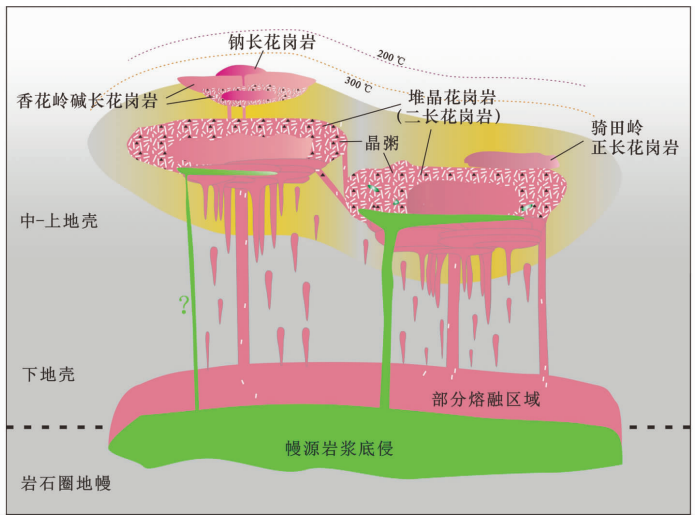 钠长花岗岩
200 ℃
300 ℃
香花岭碱长花岗岩
堆晶花岗岩
(二长花岗岩)
晶粥
骑田岭
正长花岗岩
中-上地壳
?
下地壳
部分熔融区域
幔源岩浆底侵
岩石圈地幔